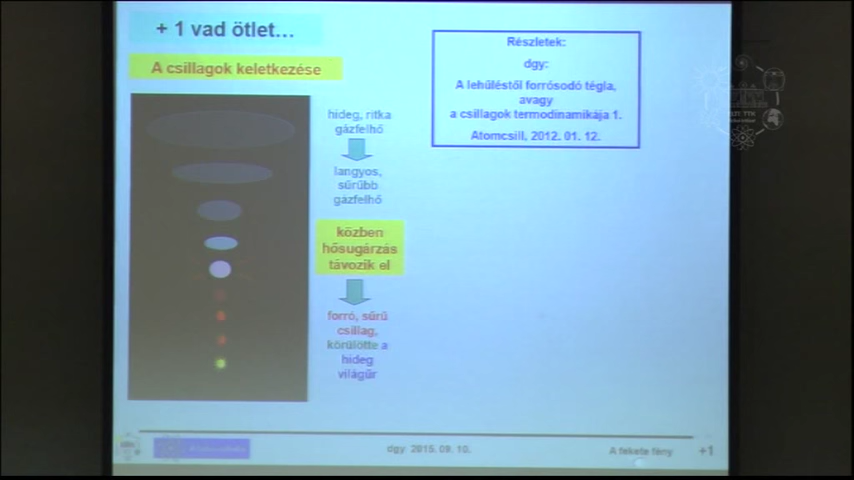 + 1 vad ötlet...
A csillagok keletkezése
hideg, ritka
gázfelhő
langyos,
sűrűbb
gázfelhő
közben
hősugárzás
távozik el
forró, sűrű
csillag,
körülötte a
hideg
világűr
Részletek:
dgy:
A lehűléstől forrósodó tégla,
avagy
a csillagok termodinamikája 1.
Atomcsill, 2012. 01. 12.
dgy 2015. 09. 10.
A fekete fény
+1